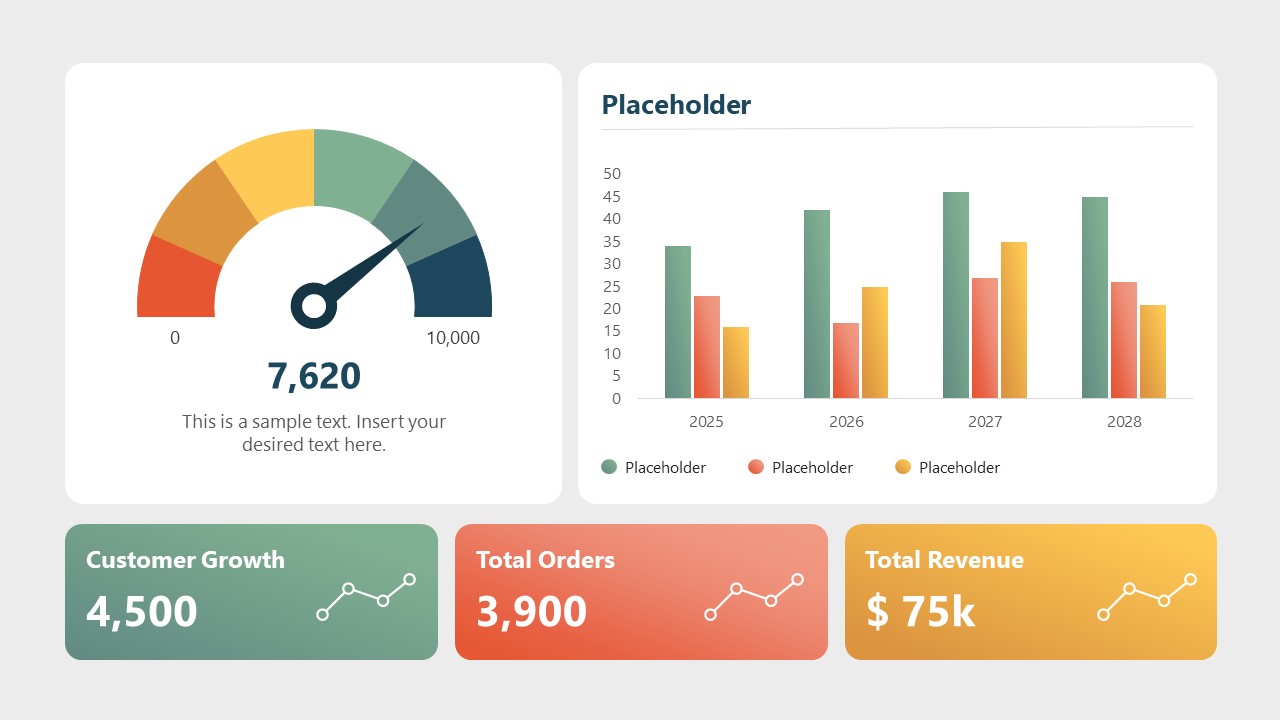 0
10,000
7,620
This is a sample text. Insert your
desired text here.
Placeholder
50
45
40
35
30
25
20
15
10
5
0
2025 2026 2027 2028
Placeholder Placeholder Placeholder
Customer Growth
4,500
Total Orders
3,900
Total Revenue
$ 75k